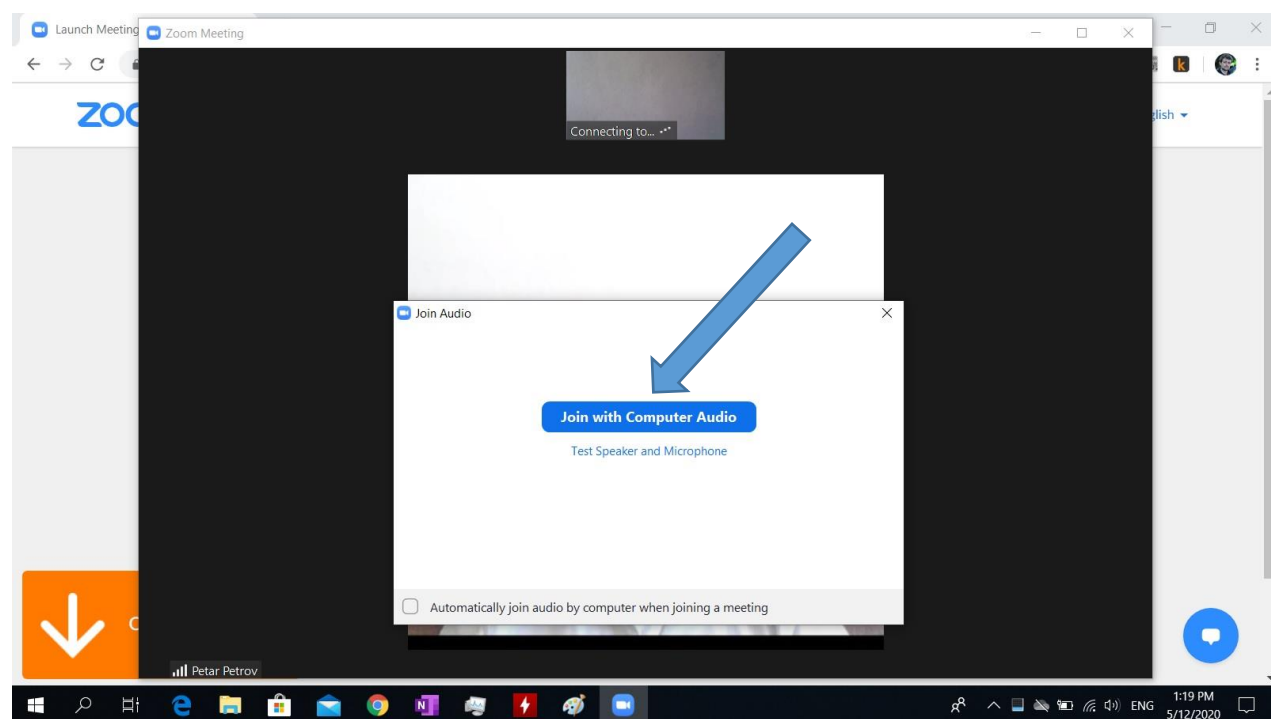 Launch Meeting
Zoom Meeting
zoo
glish
k
Connecting to...
Join Audio
Join with Computer Audio
Test Speaker and Microphone
Automatically join audio by computer when joining a meeting
Petar Petrov
N
ENG
1:19 PM
5/12/2020